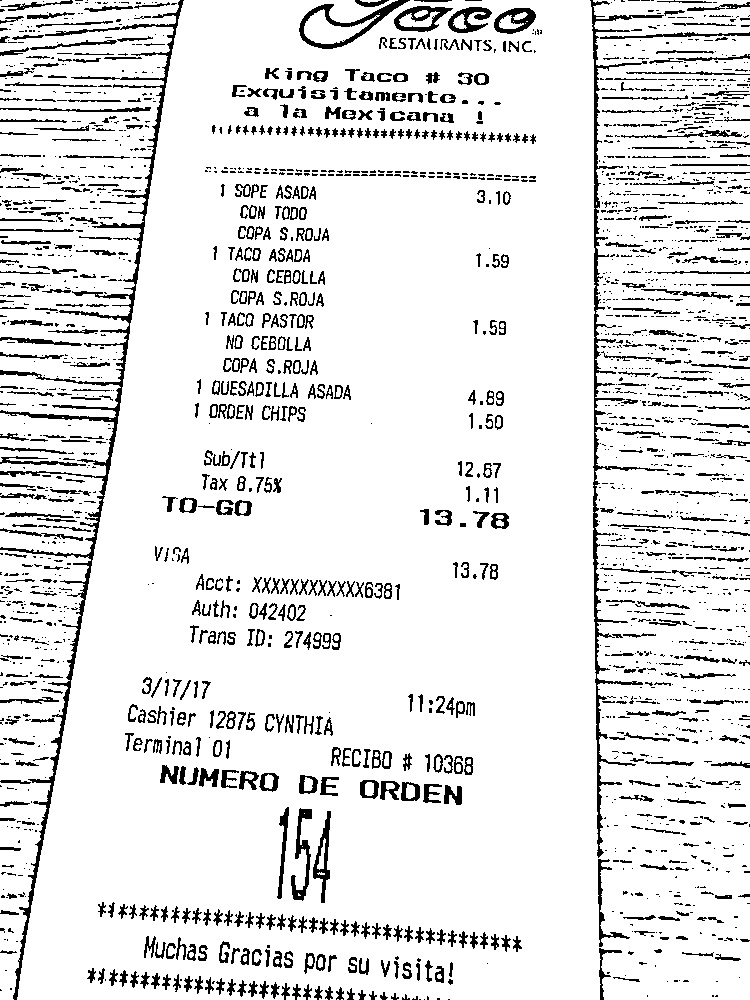 Taco
RESTAURANTS, INC.
King Taco # 30
Exquisitamente...
a la Mexicana !
**************************************
==========================================
1 SOPE ASADA 3.10
CON TODO
COPA S.ROJA
1 TACO ASADA 1.59
CON CEBOLLA
COPA S.ROJA
1 TACO PASTOR 1.59
NO CEBOLLA
COPA S.ROJA
1 QUESADILLA ASADA 4.89
1 ORDEN CHIPS 1.50
Sub/Ttl 12.67
Tax 8.75% 1.11
TO-GO 13.78
VISA 13.78
Acct: XXXXXXXXXXXX6381
Auth: 042402
Trans ID: 274999
3/17/17 11:24pm
Cashier 12875 CYNTHIA
Terminal 01 RECIBO # 10368
NUMERO DE ORDEN
154
**************************************
Muchas Gracias por su visita!
**************************************